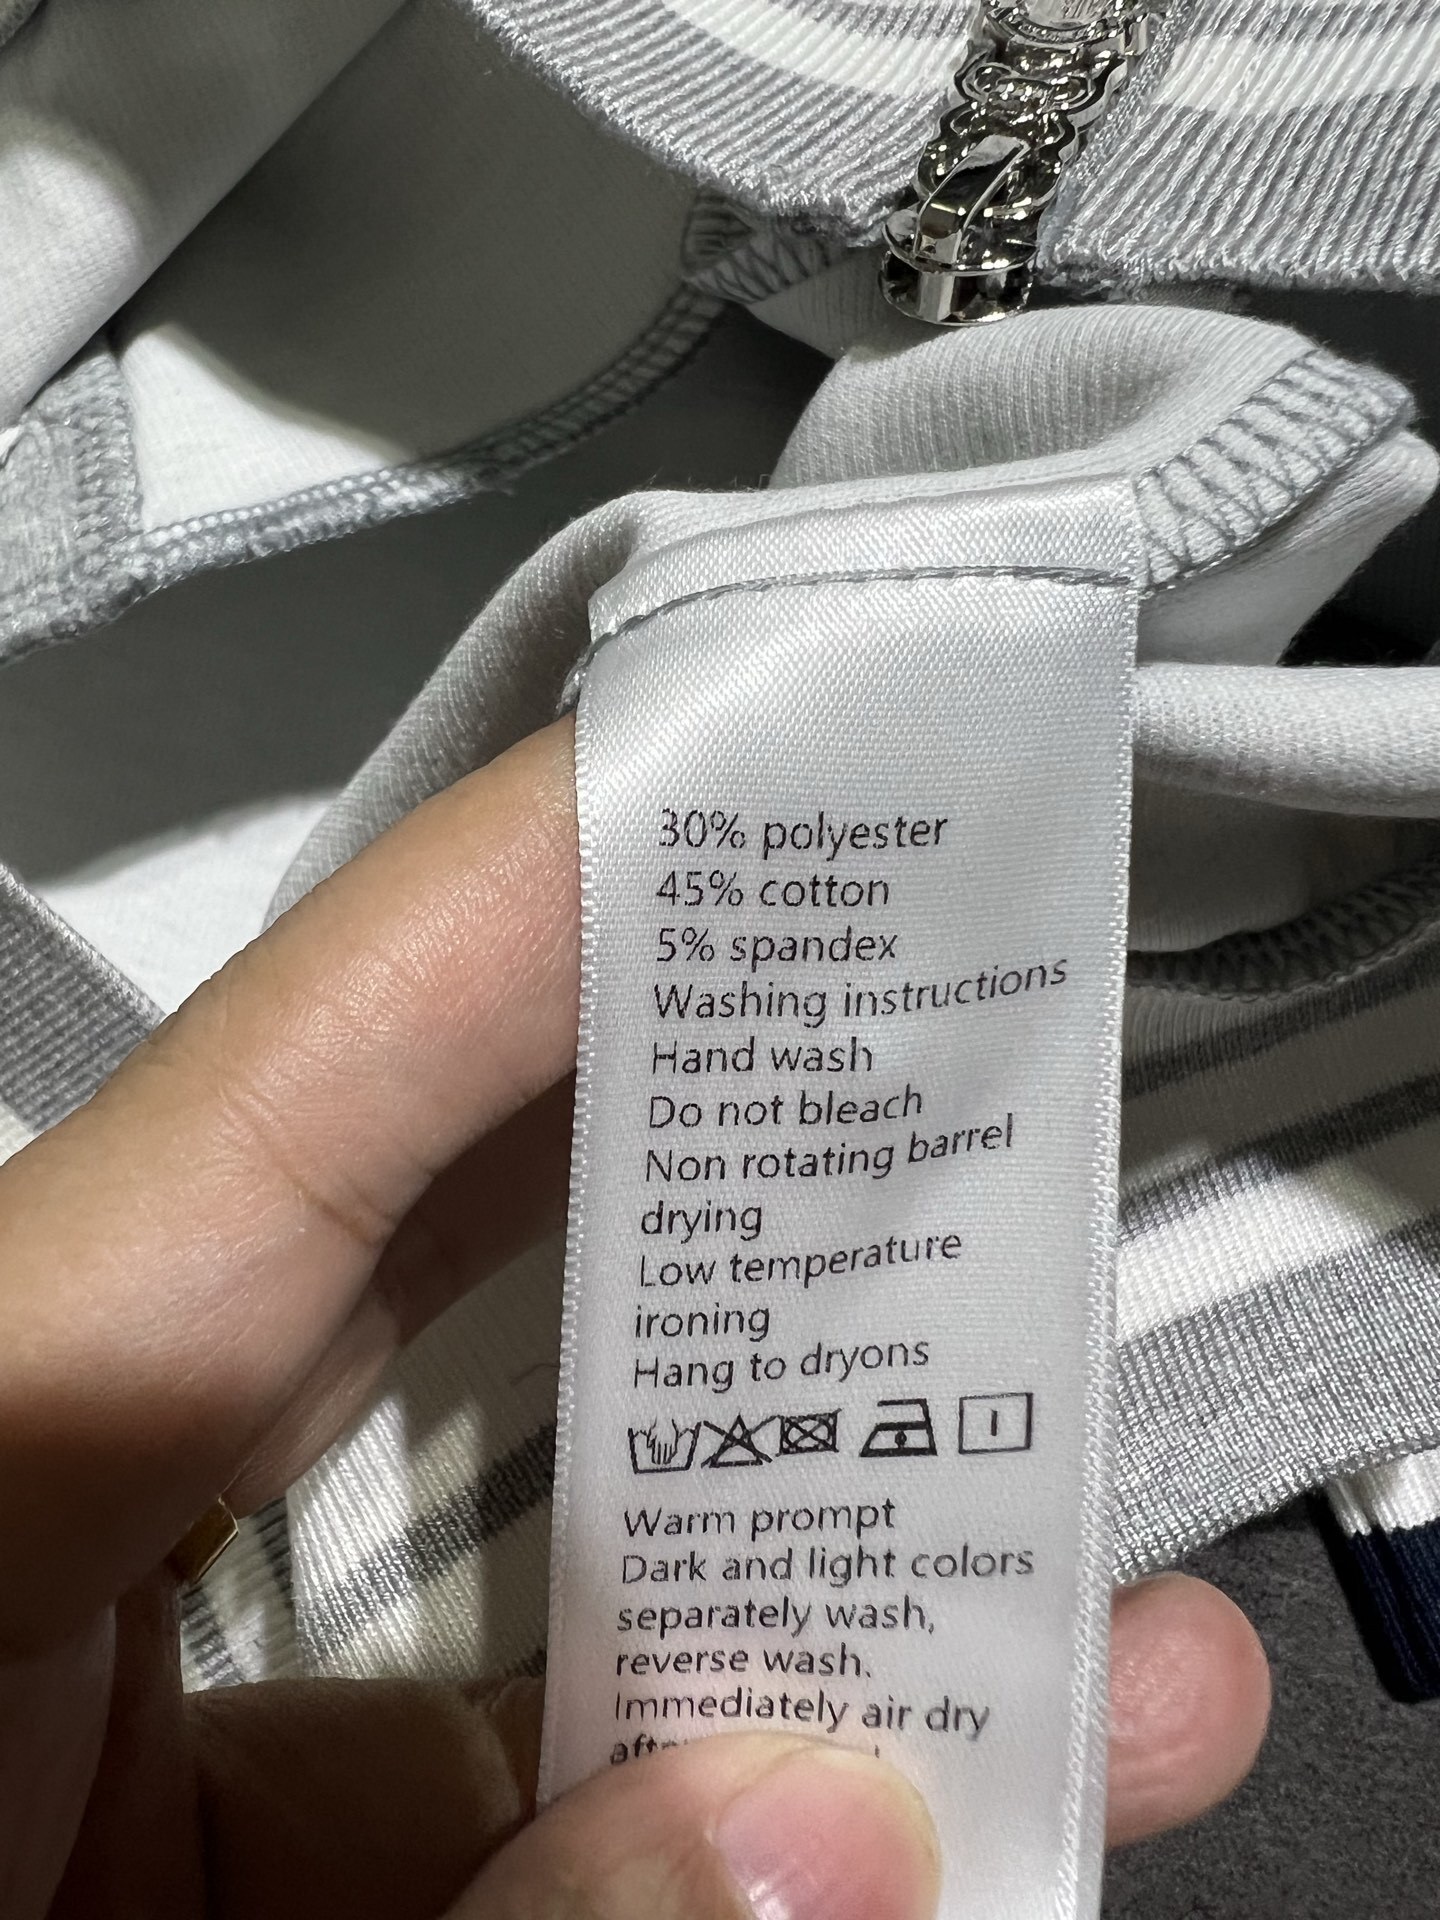 30% polyester
45% cotton
5% spandex
Washing instructions
Hand wash
Do not bleach
Non rotating barrel
drying
Low temperature
ironing
Hang to dryons
Warm prompt
Dark and light colors
separately wash,
reverse wash.
Immediately air dry